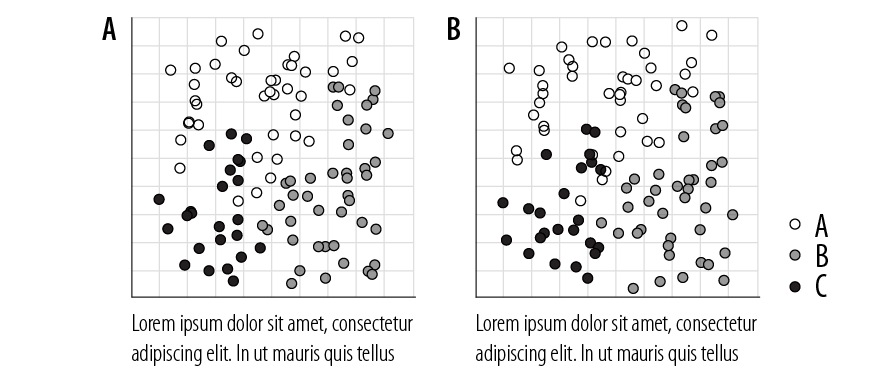 A
B
A
B
C
Lorem ipsum dolor sit amet, consectetur
adipiscing elit. In ut mauris quis tellus
Lorem ipsum dolor sit amet, consectetur
adipiscing elit. In ut mauris quis tellus